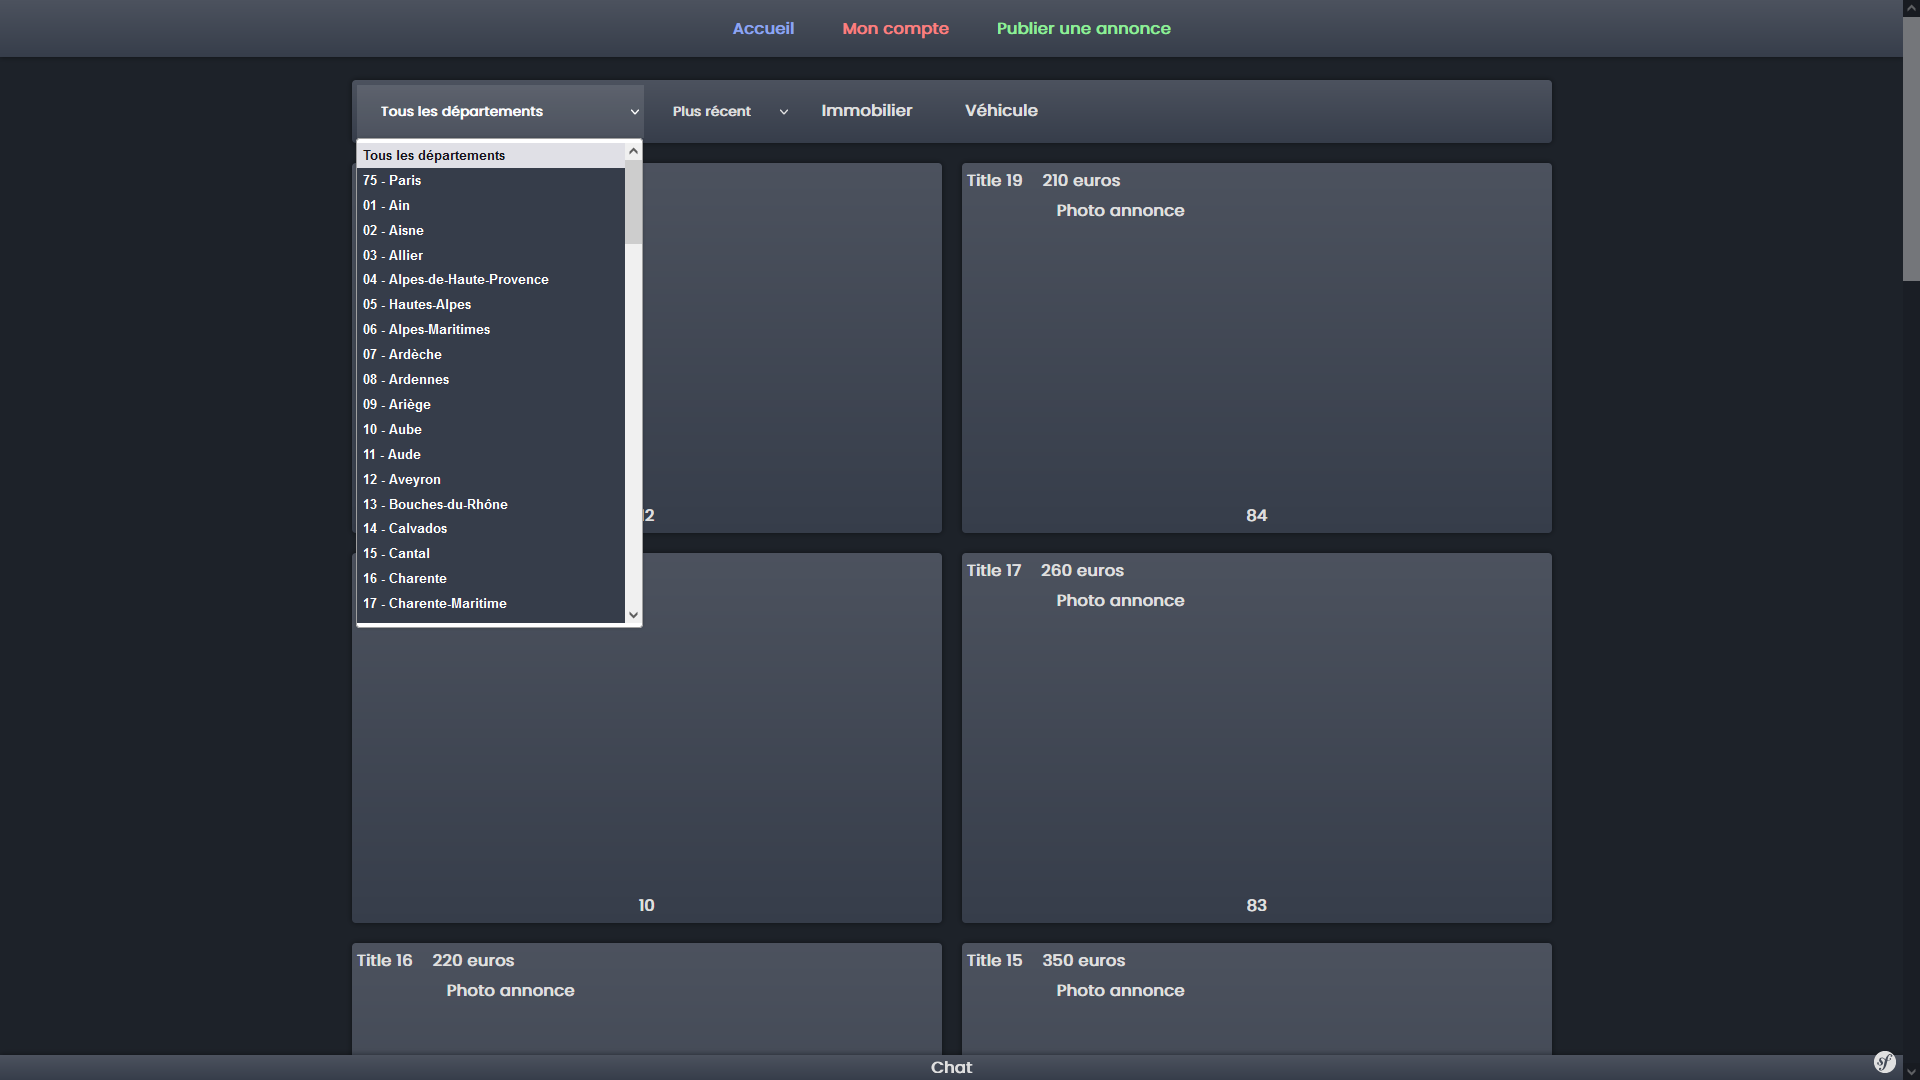 Accueil Mon compte Publier une annonce
Tous les départements Plus récent Immobilier Véhicule
Tous les départements
75 - Paris
01 - Ain
02 - Aisne
03 - Allier
04 - Alpes-de-Haute-Provence
05 - Hautes-Alpes
06 - Alpes-Maritimes
07 - Ardèche
08 - Ardennes
09 - Ariège
10 - Aube
11 - Aude
12 - Aveyron
13 - Bouches-du-Rhône
14 - Calvados
15 - Cantal
16 - Charente
17 - Charente-Maritime
Title 19 210 euros
Photo annonce
12
84
Title 17 260 euros
Photo annonce
10
83
Title 16 220 euros
Photo annonce
Title 15 350 euros
Photo annonce
Chat
sf